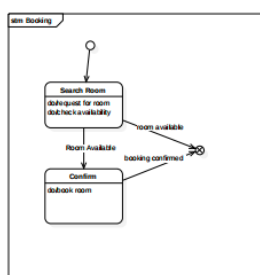 stm Booking
Search Room
do/request for room
do/check availability
room available
Room Available
booking confirmed
Confirm
do/book room